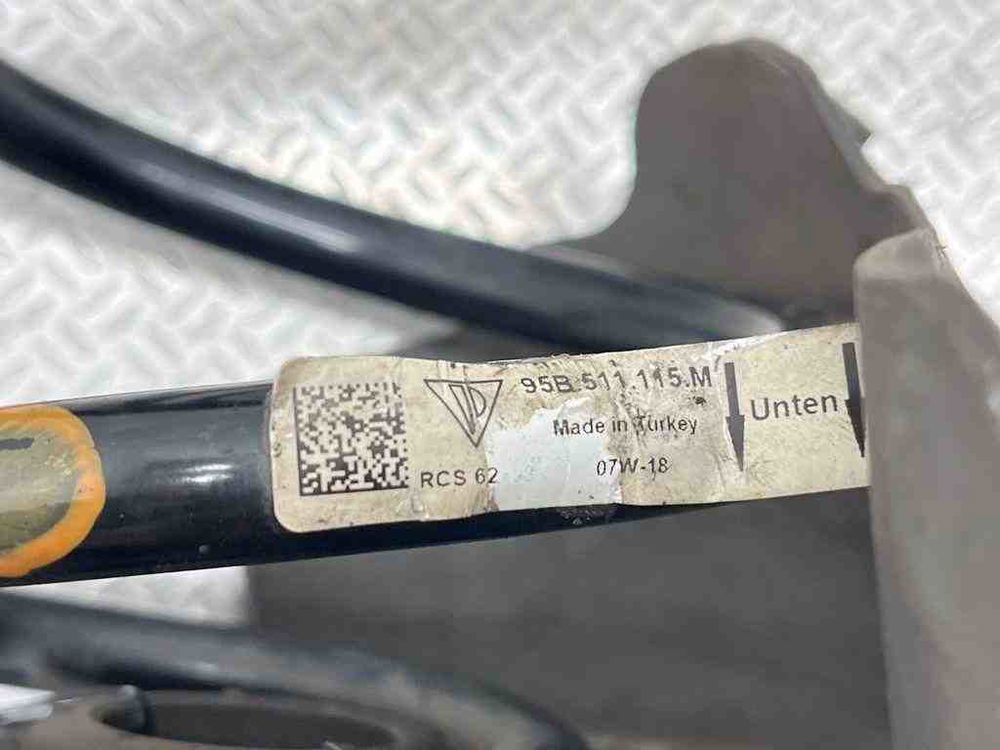 95B.511.115.M
Made in Turkey
RCS 62
07W-18
Unten